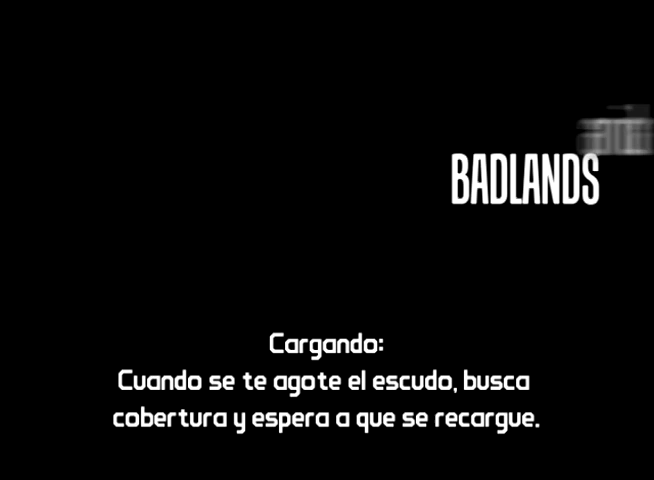 BADLANDS
Cargando:
Cuando se te agote el escudo, busca
cobertura y espera a que se recargue.